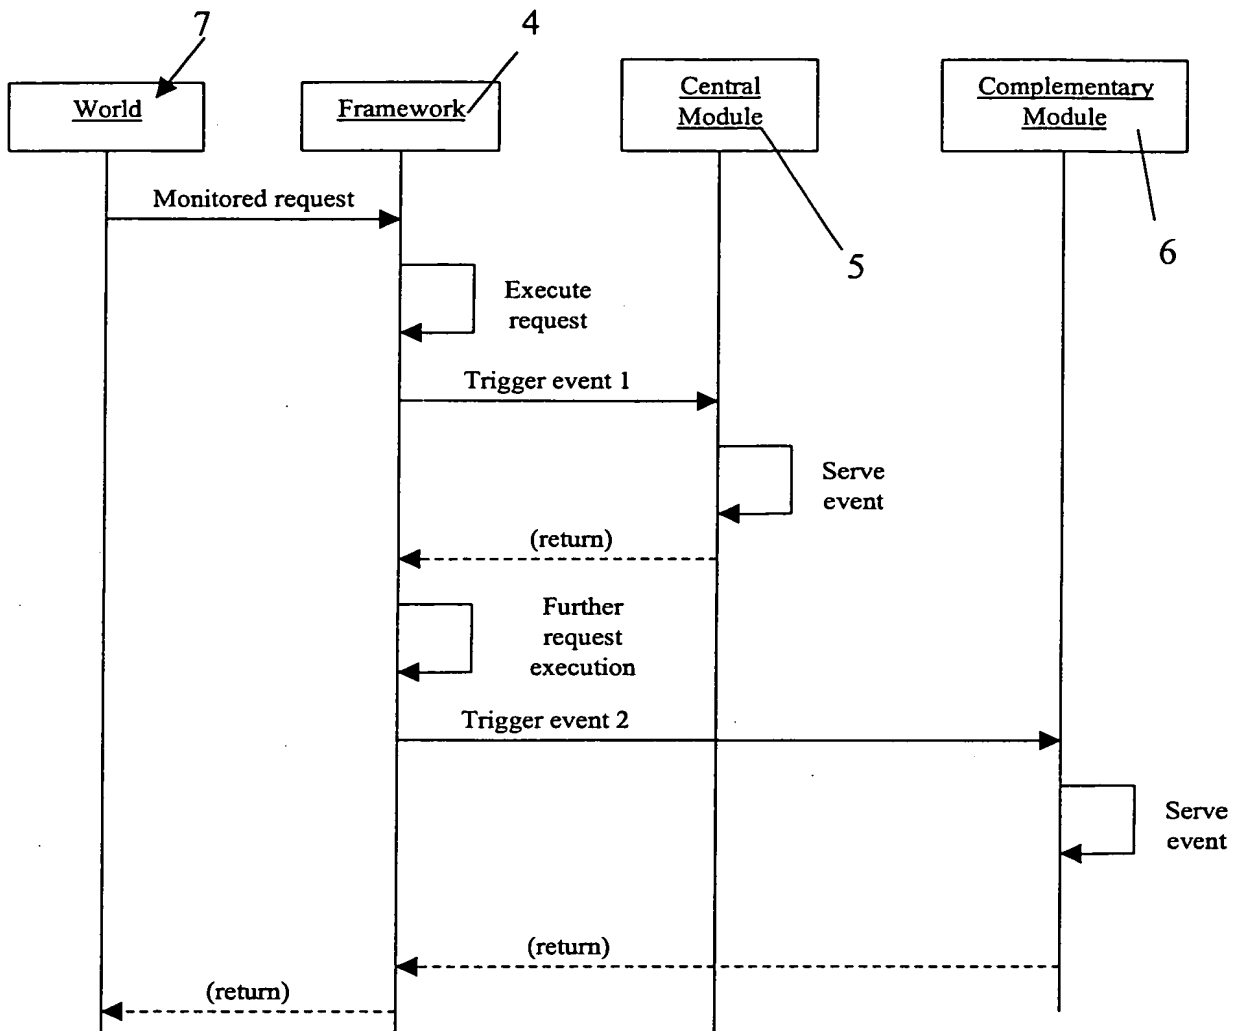 7
4
World
Framework
Central
Module
Complementary
Module
Monitored request
5
6
Execute
request
Trigger event 1
Serve
event
(return)
Further
request
execution
Trigger event 2
Serve
event
(return)
(return)